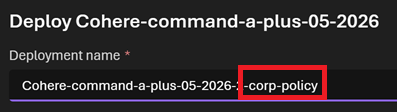 Deploy Cohere-command-a-plus-05-2026
Deployment name *
Cohere-command-a-plus-05-2026-corp-policy